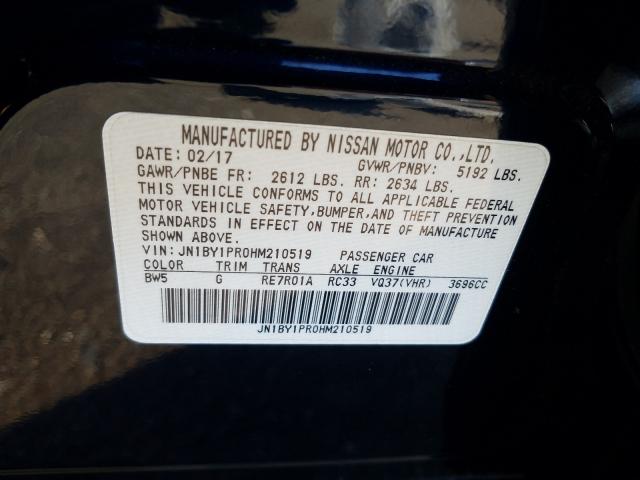 MANUFACTURED BY NISSAN MOTOR CO.,LTD.
DATE: 02/17 GVWR/PNBV: 5192 LBS.
GAWR/PNBE FR: 2612 LBS. RR: 2634 LBS.
THIS VEHICLE CONFORMS TO ALL APPLICABLE FEDERAL
MOTOR VEHICLE SAFETY,BUMPER,AND THEFT PREVENTION
STANDARDS IN EFFECT ON THE DATE OF MANUFACTURE
SHOWN ABOVE.
VIN: JN1BY1PR0HM210519 PASSENGER CAR
COLOR TRIM TRANS AXLE ENGINE
BW5 G RE7R01A RC33 VQ37(VHR) 3696CC
JN1BY1PR0HM210519